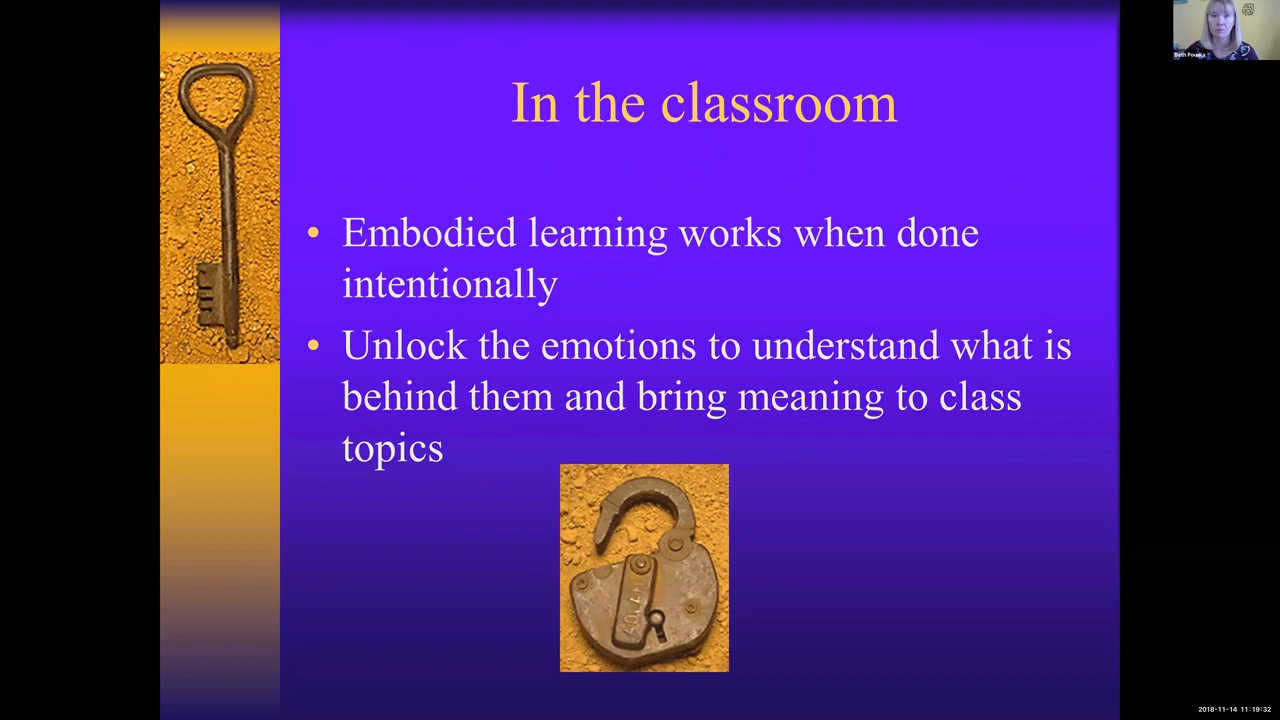 In the classroom
• Embodied learning works when done
intentionally
• Unlock the emotions to understand what is
behind them and bring meaning to class
topics
2018-11-14 11:19:32